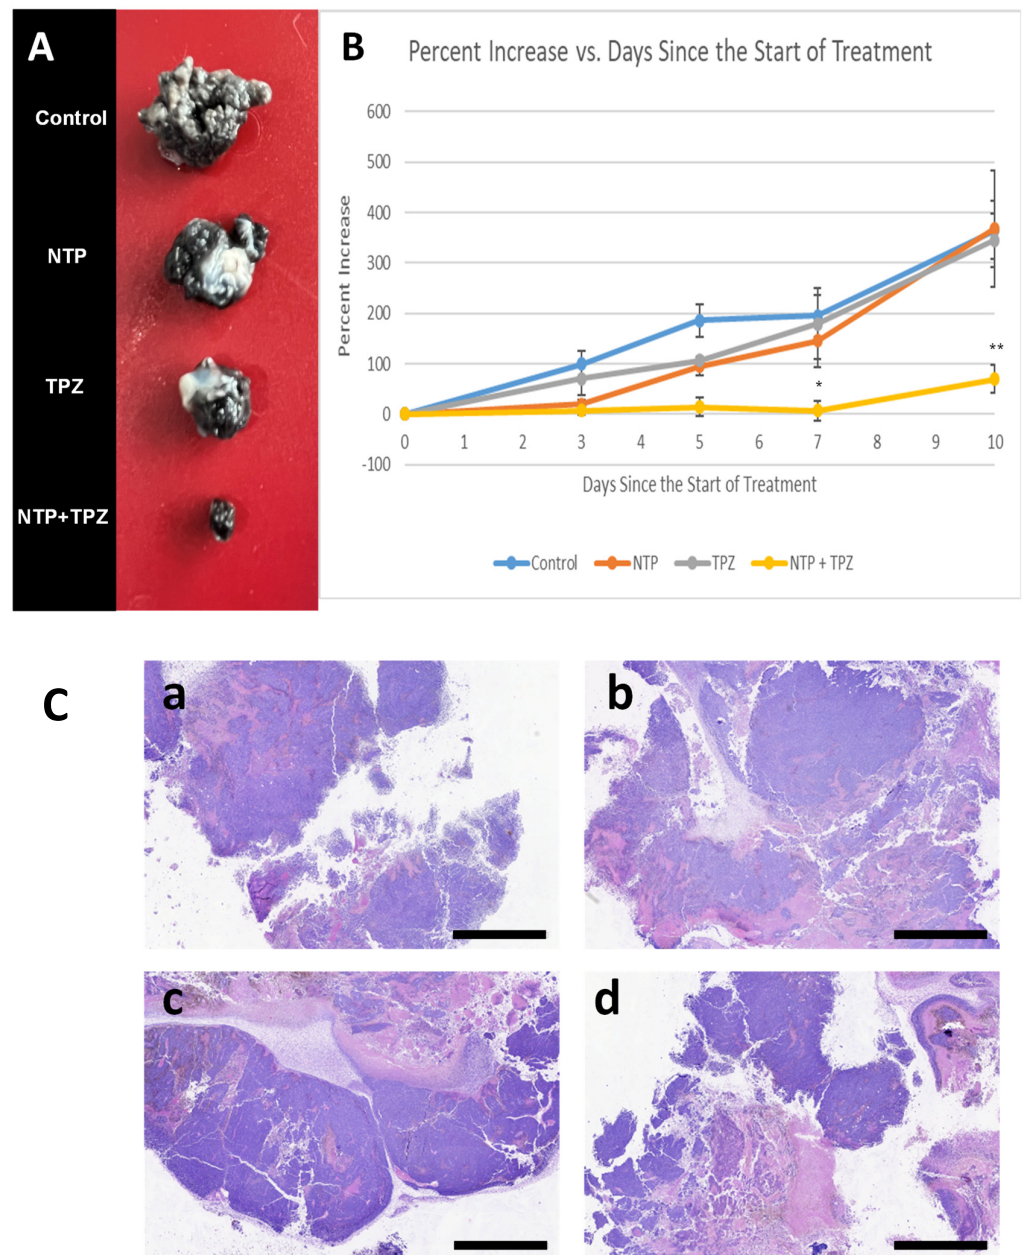 A
Control
NTP
TPZ
NTP+TPZ
B
Percent Increase vs. Days Since the Start of Treatment
Percent Increase
600
500
400
300
200
100
0
-100
**
*
0 1 2 3 4 5 6 7 8 9 10
Days Since the Start of Treatment
Control NTP TPZ NTP + TPZ
C
a
b
c
d